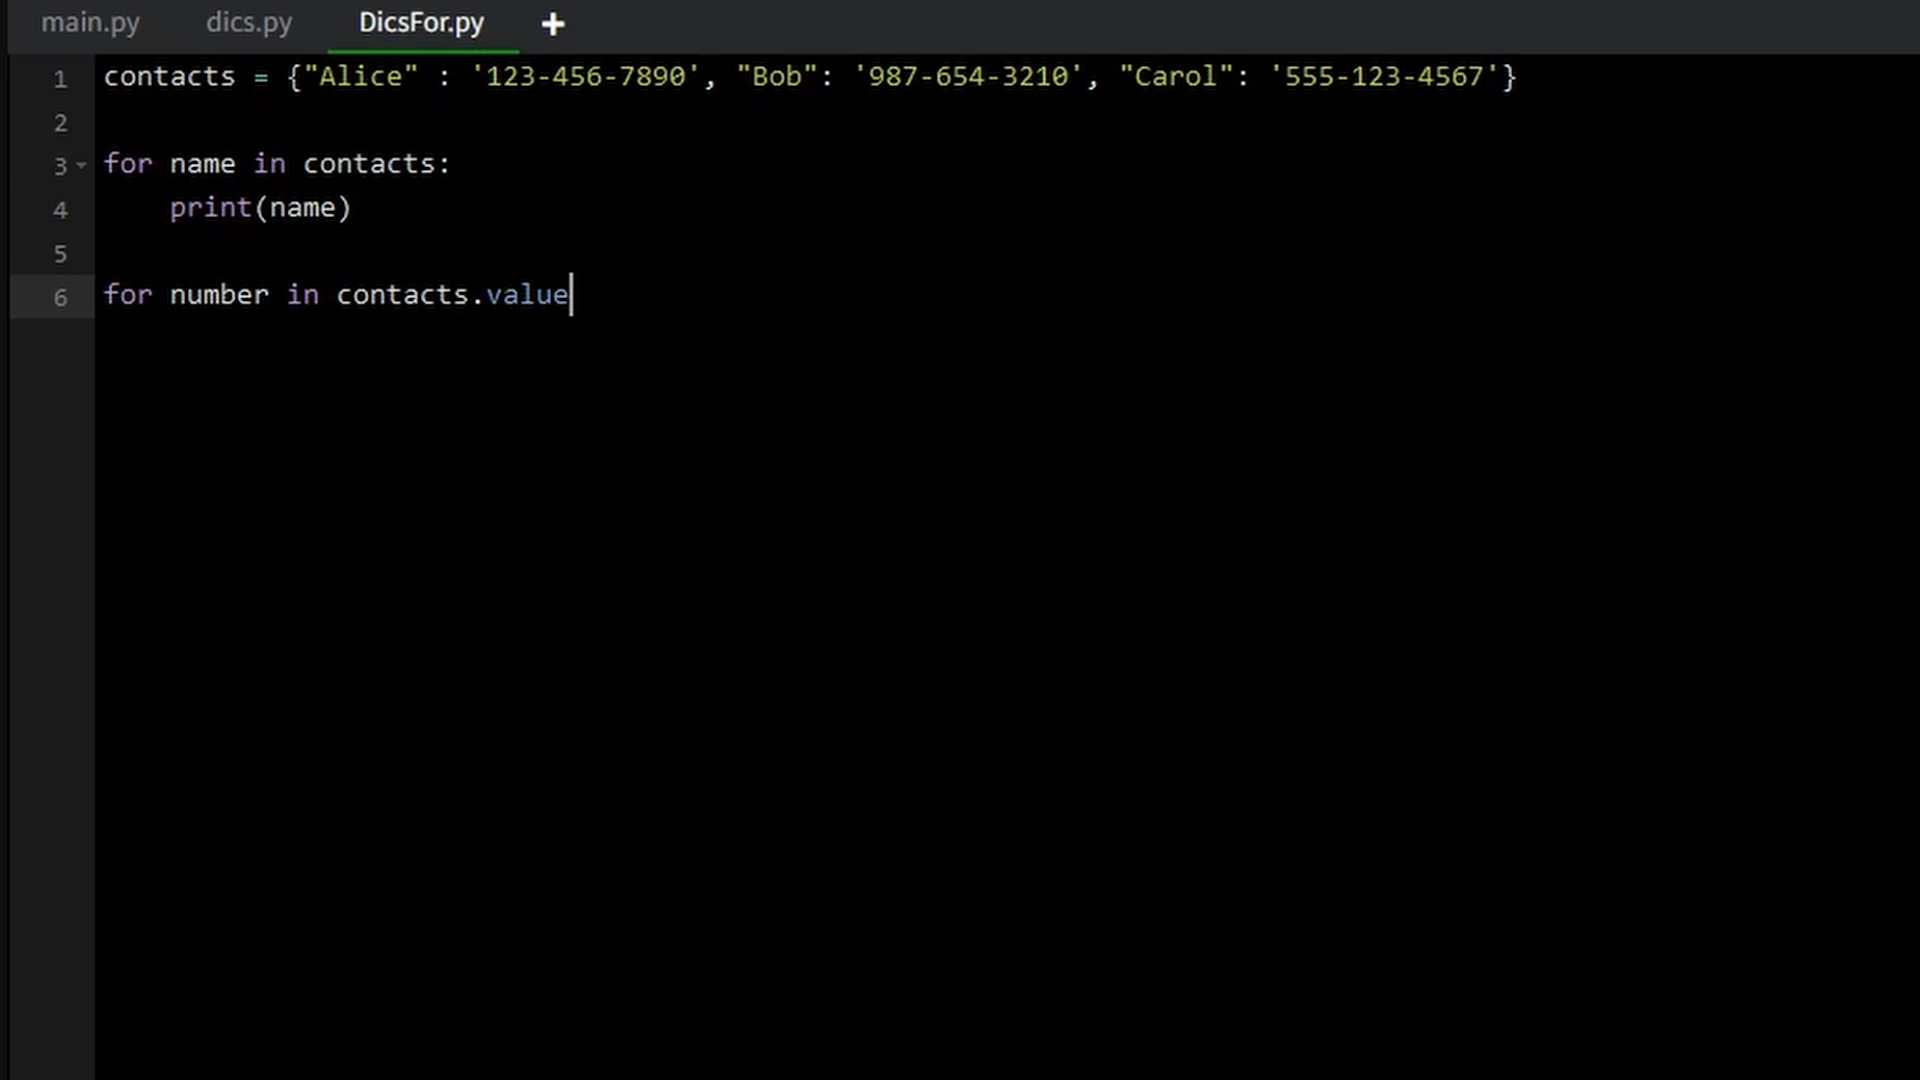 main.py dics.py DicsFor.py +
1 contacts = {"Alice" : '123-456-7890', "Bob": '987-654-3210', "Carol": '555-123-4567'}
2
3 for name in contacts:
4     print(name)
5
6 for number in contacts.value